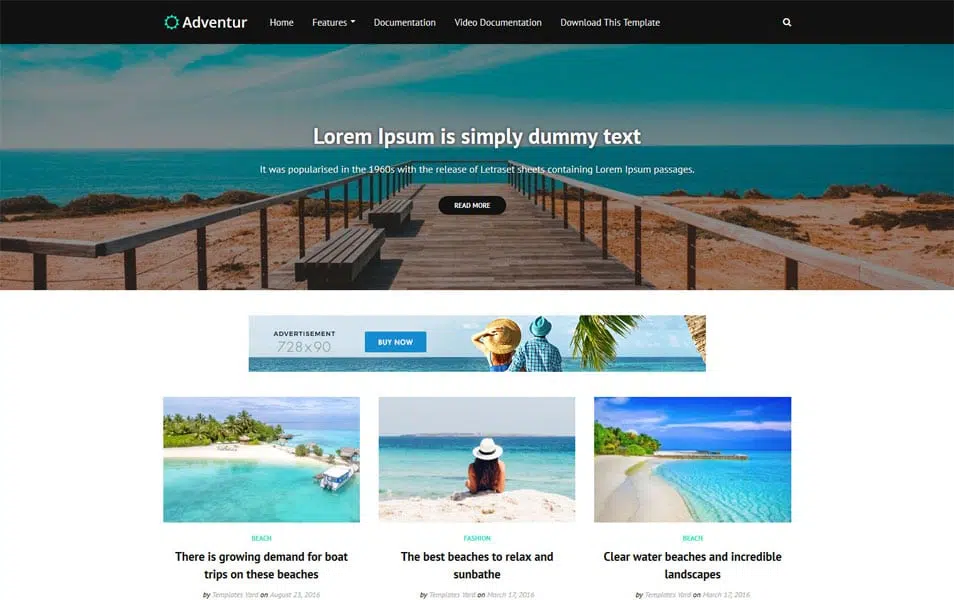 Adventur Home Features Documentation Video Documentation Download This Template
Lorem Ipsum is simply dummy text
It was popularised in the 1960s with the release of Letraset sheets containing Lorem Ipsum passages.
READ MORE
ADVERTISEMENT
728x90
BUY NOW
BEACH
There is growing demand for boat
trips on these beaches
by Templates Yard on August 23, 2016
FASHION
The best beaches to relax and
sunbathe
by Templates Yard on March 17, 2016
BEACH
Clear water beaches and incredible
landscapes
by Templates Yard on March 17, 2016